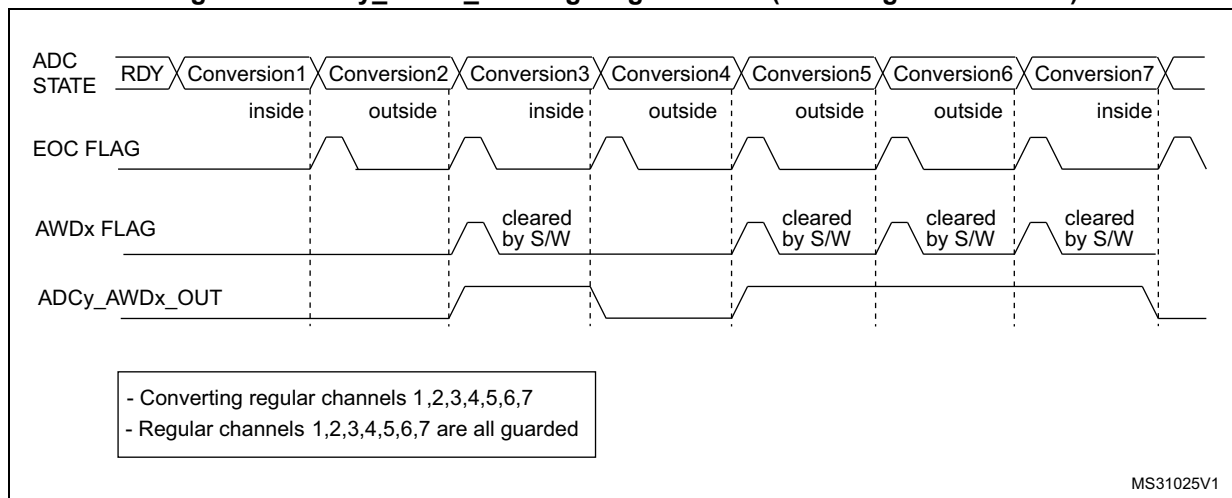 ADC
STATE
RDY Conversion1 Conversion2 Conversion3 Conversion4 Conversion5 Conversion6 Conversion7
inside outside inside outside outside outside inside
EOC FLAG
AWDx FLAG
cleared
by S/W
cleared
by S/W
cleared
by S/W
cleared
by S/W
ADCy_AWDx_OUT
- Converting regular channels 1,2,3,4,5,6,7
- Regular channels 1,2,3,4,5,6,7 are all guarded
MS31025V1